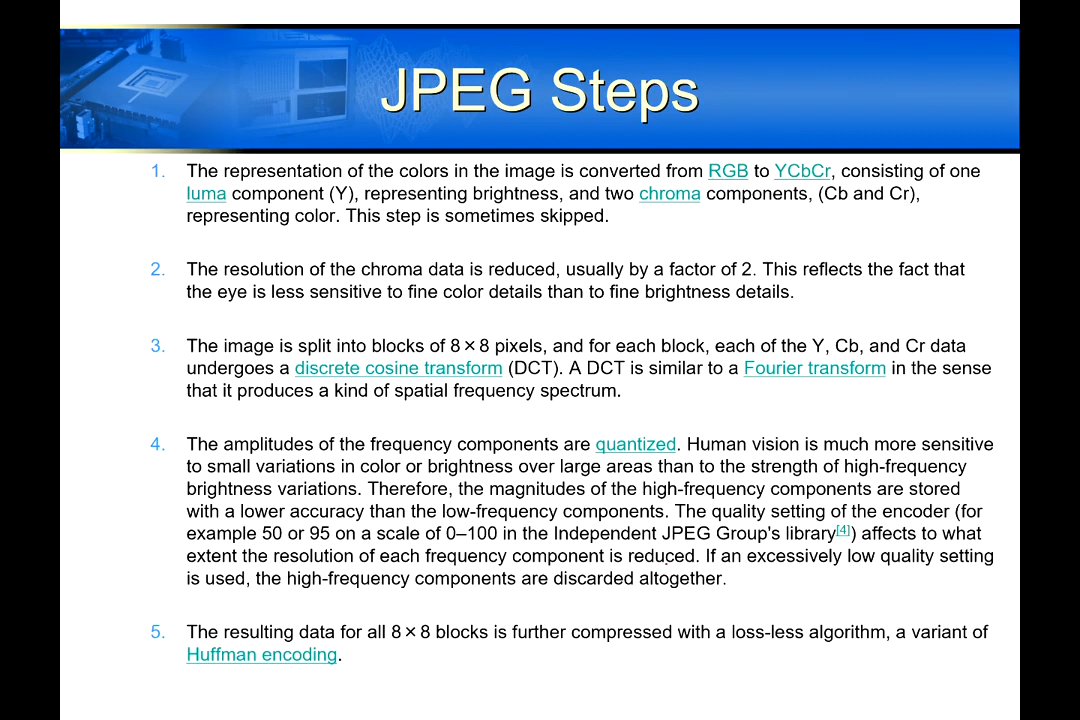 JPEG Steps
1. The representation of the colors in the image is converted from RGB to YCbCr, consisting of one
luma component (Y), representing brightness, and two chroma components, (Cb and Cr),
representing color. This step is sometimes skipped.
2. The resolution of the chroma data is reduced, usually by a factor of 2. This reflects the fact that
the eye is less sensitive to fine color details than to fine brightness details.
3. The image is split into blocks of 8×8 pixels, and for each block, each of the Y, Cb, and Cr data
undergoes a discrete cosine transform (DCT). A DCT is similar to a Fourier transform in the sense
that it produces a kind of spatial frequency spectrum.
4. The amplitudes of the frequency components are quantized. Human vision is much more sensitive
to small variations in color or brightness over large areas than to the strength of high-frequency
brightness variations. Therefore, the magnitudes of the high-frequency components are stored
with a lower accuracy than the low-frequency components. The quality setting of the encoder (for
example 50 or 95 on a scale of 0–100 in the Independent JPEG Group's library[4]) affects to what
extent the resolution of each frequency component is reduced. If an excessively low quality setting
is used, the high-frequency components are discarded altogether.
5. The resulting data for all 8×8 blocks is further compressed with a loss-less algorithm, a variant of
Huffman encoding.